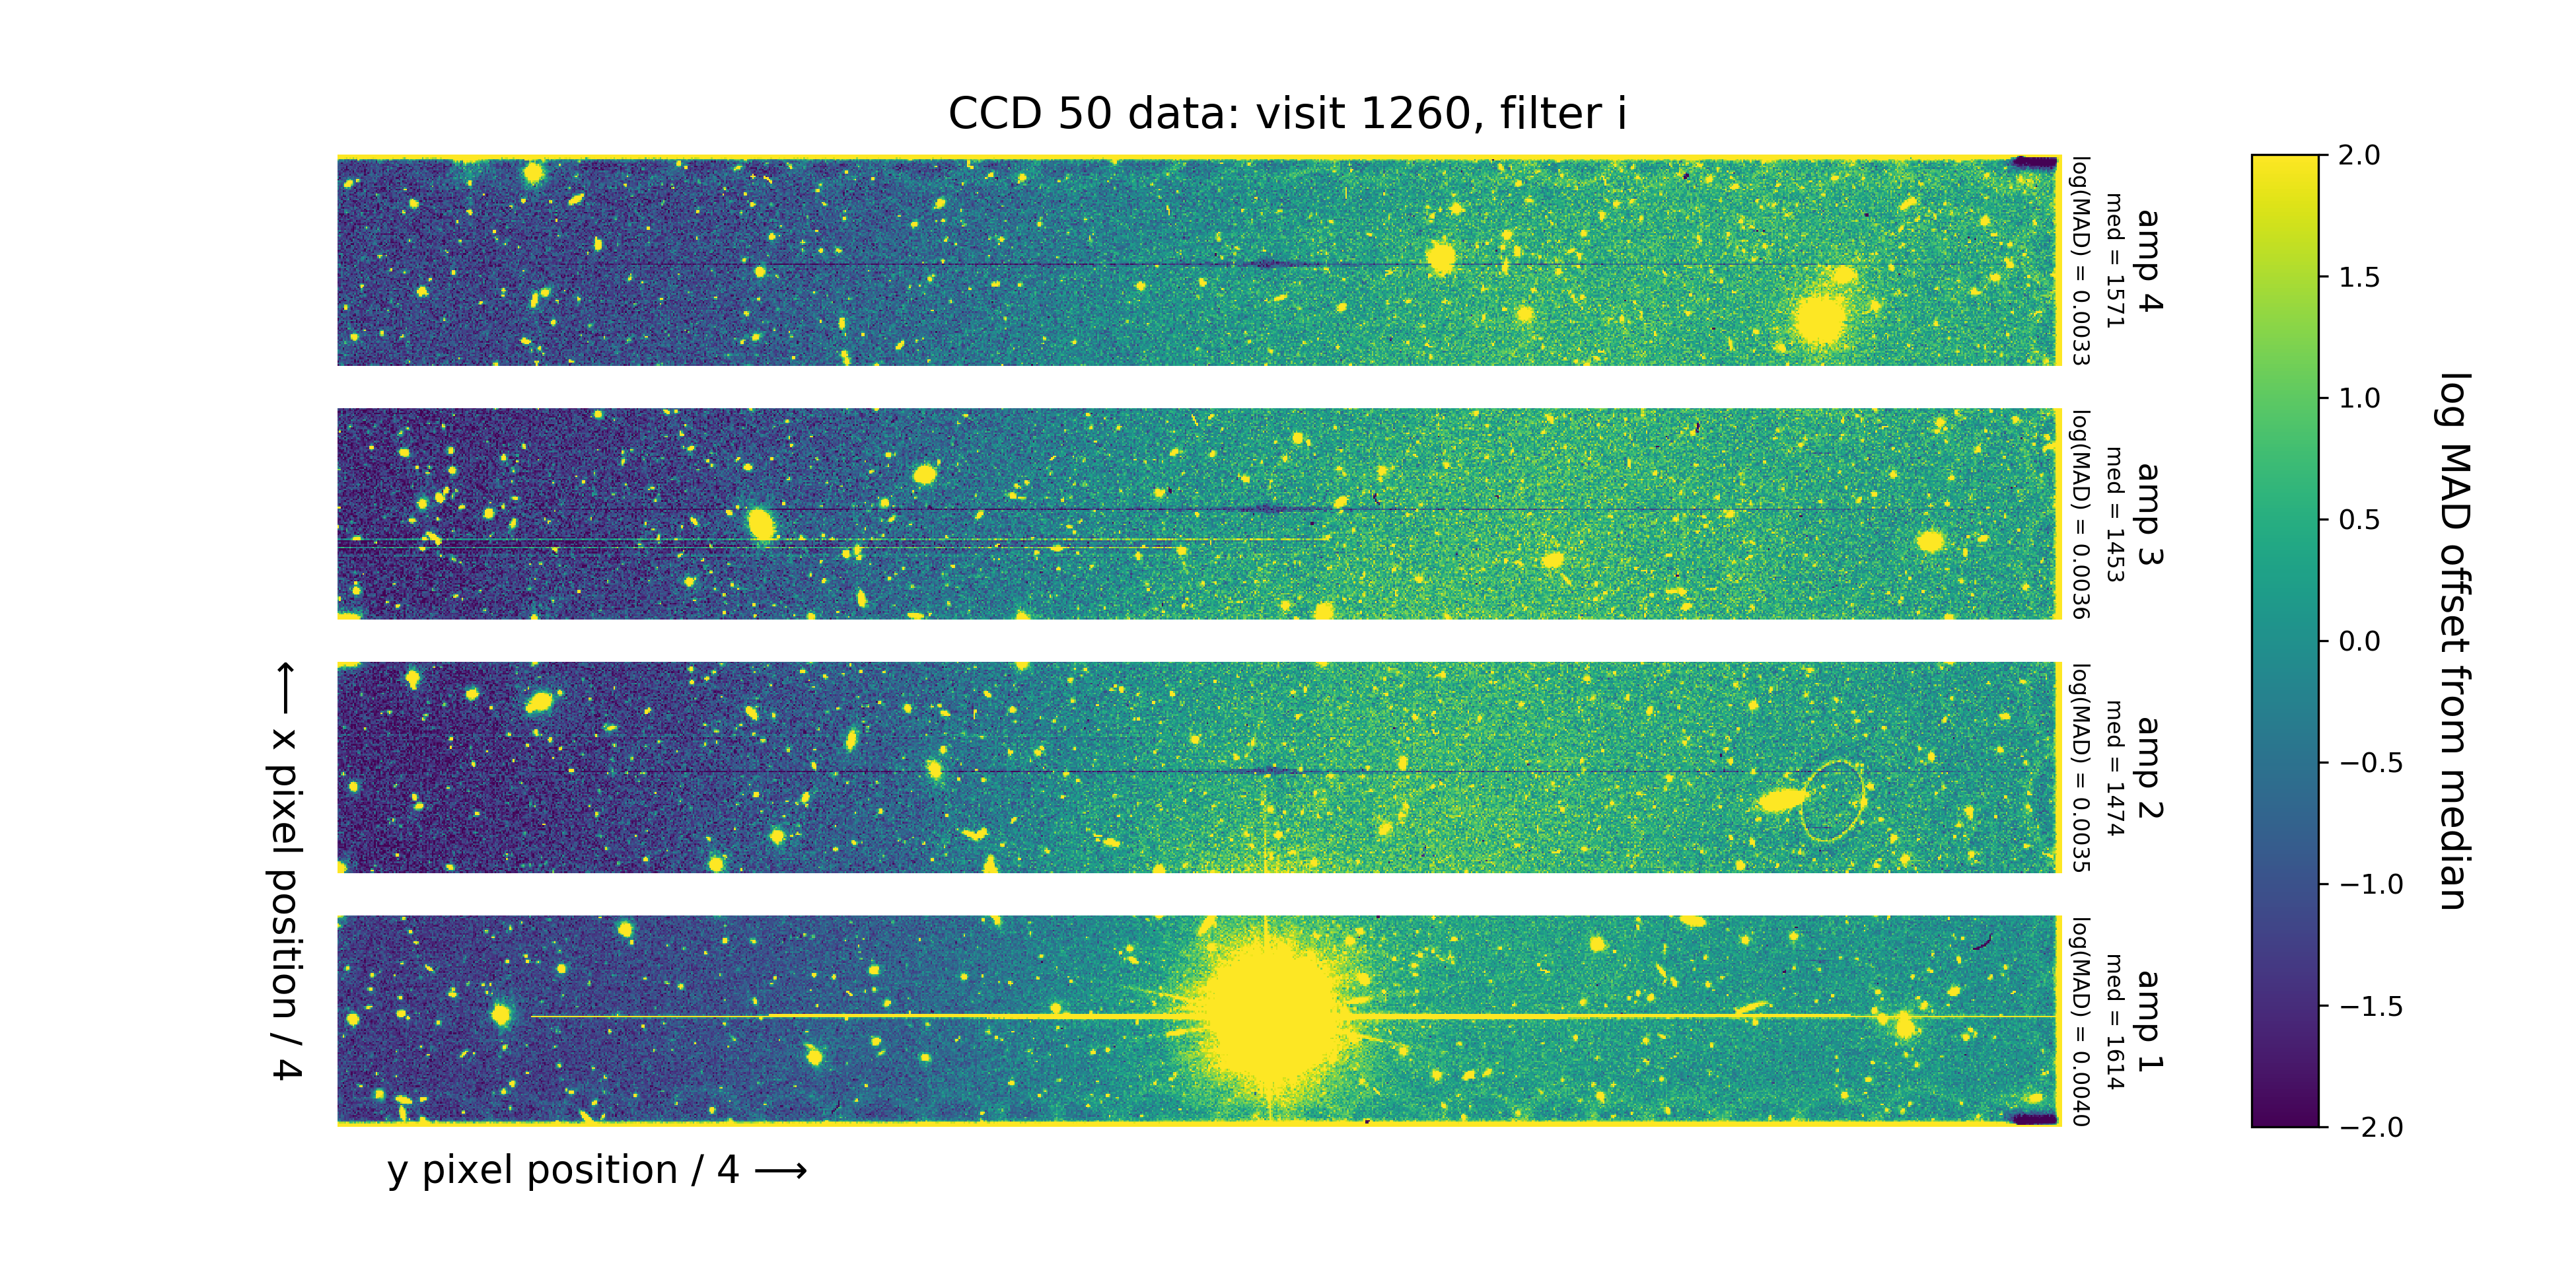 CCD 50 data: visit 1260, filter i
amp 4
med = 1571
log(MAD) = 0.0033
amp 3
med = 1453
log(MAD) = 0.0036
amp 2
med = 1474
log(MAD) = 0.0035
amp 1
med = 1614
log(MAD) = 0.0040
⟵ x pixel position / 4
y pixel position / 4 ⟶
2.0
1.5
1.0
0.5
0.0
−0.5
−1.0
−1.5
−2.0
log MAD offset from median